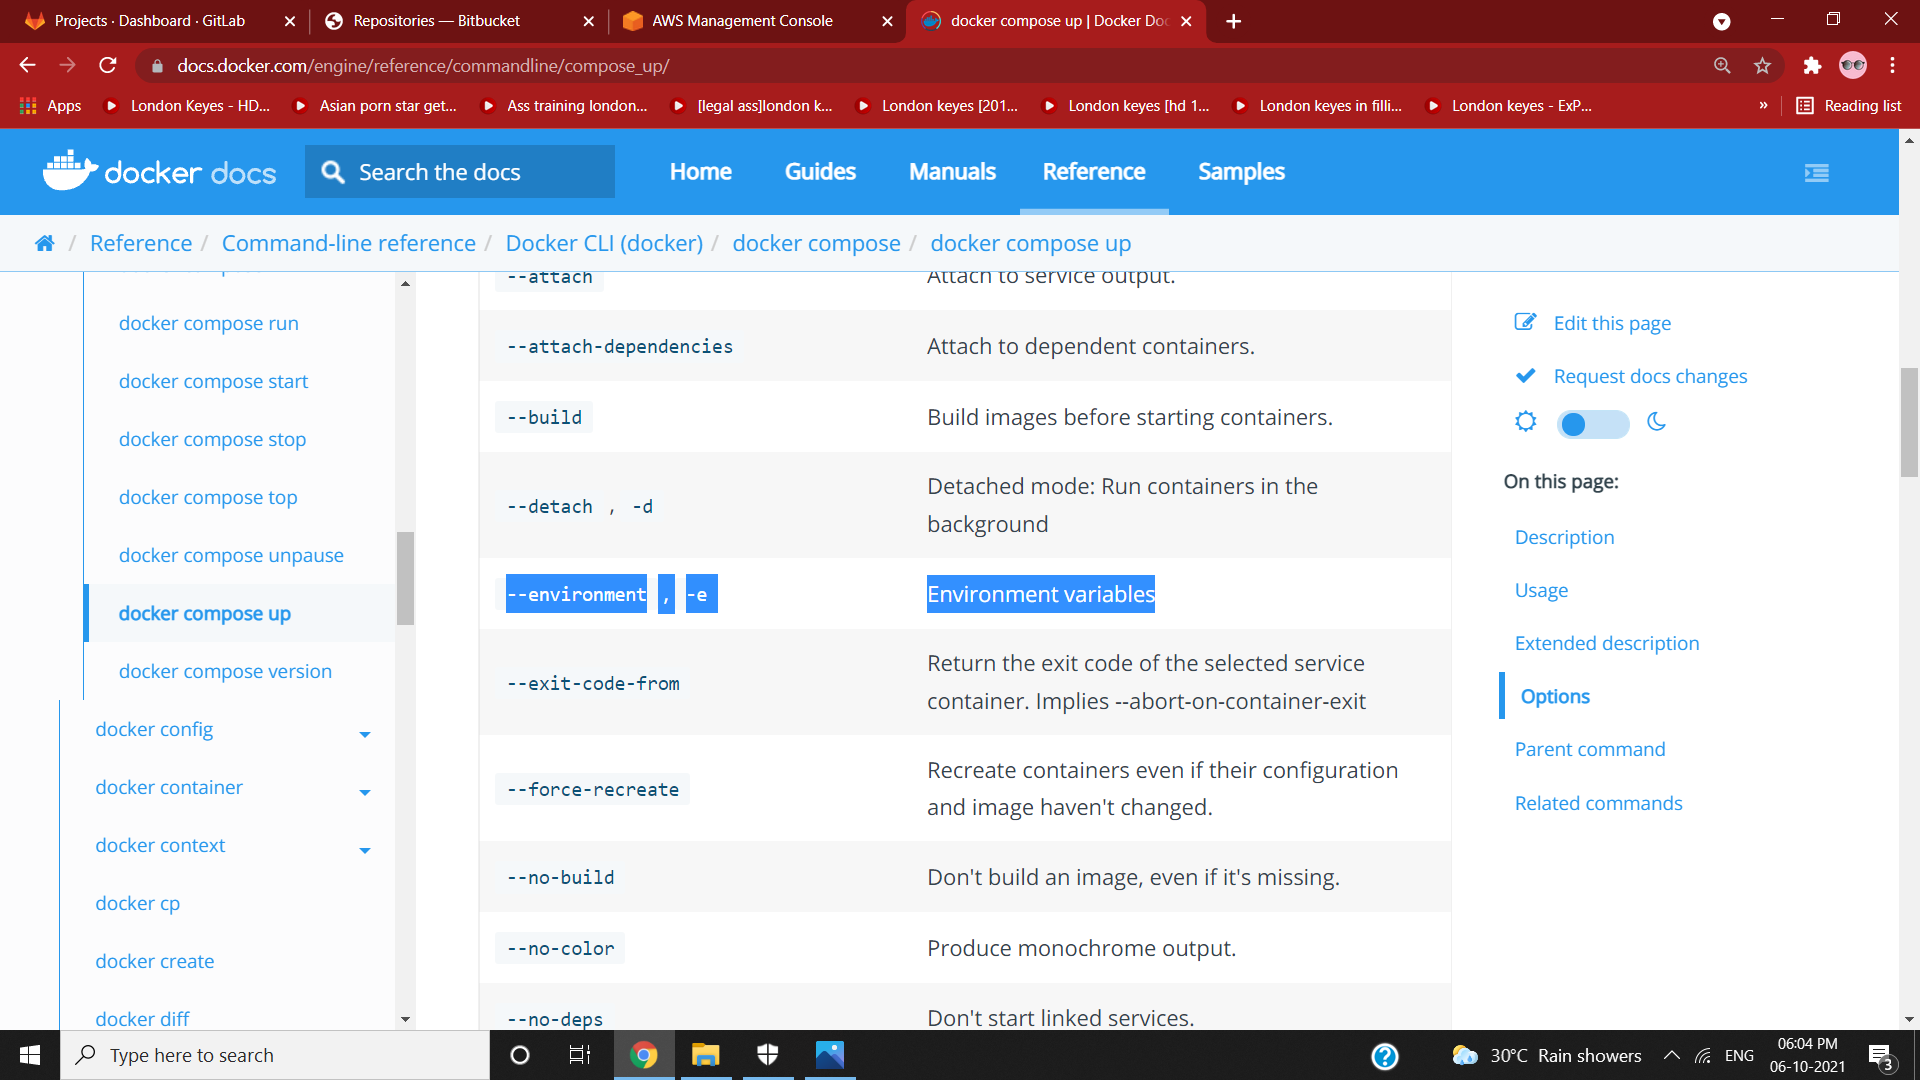 Projects · Dashboard · GitLab
Repositories — Bitbucket
AWS Management Console
docker compose up | Docker Doc
docs.docker.com/engine/reference/commandline/compose_up/
Apps
London Keyes - HD...
Asian porn star get...
Ass training london...
[legal ass]london k...
London keyes [201...
London keyes [hd 1...
London keyes in filli...
London keyes - ExP...
»
Reading list
docker docs
Search the docs
Home
Guides
Manuals
Reference
Samples
/ Reference / Command-line reference / Docker CLI (docker) / docker compose / docker compose up
docker compose run
docker compose start
docker compose stop
docker compose top
docker compose unpause
docker compose up
docker compose version
docker config
docker container
docker context
docker cp
docker create
docker diff
--attach
Attach to service output.
--attach-dependencies
Attach to dependent containers.
--build
Build images before starting containers.
--detach , -d
Detached mode: Run containers in the
background
--environment , -e
Environment variables
--exit-code-from
Return the exit code of the selected service
container. Implies --abort-on-container-exit
--force-recreate
Recreate containers even if their configuration
and image haven't changed.
--no-build
Don't build an image, even if it's missing.
--no-color
Produce monochrome output.
--no-deps
Don't start linked services.
Edit this page
Request docs changes
On this page:
Description
Usage
Extended description
Options
Parent command
Related commands
Type here to search
30°C Rain showers
ENG
06:04 PM
06-10-2021
3